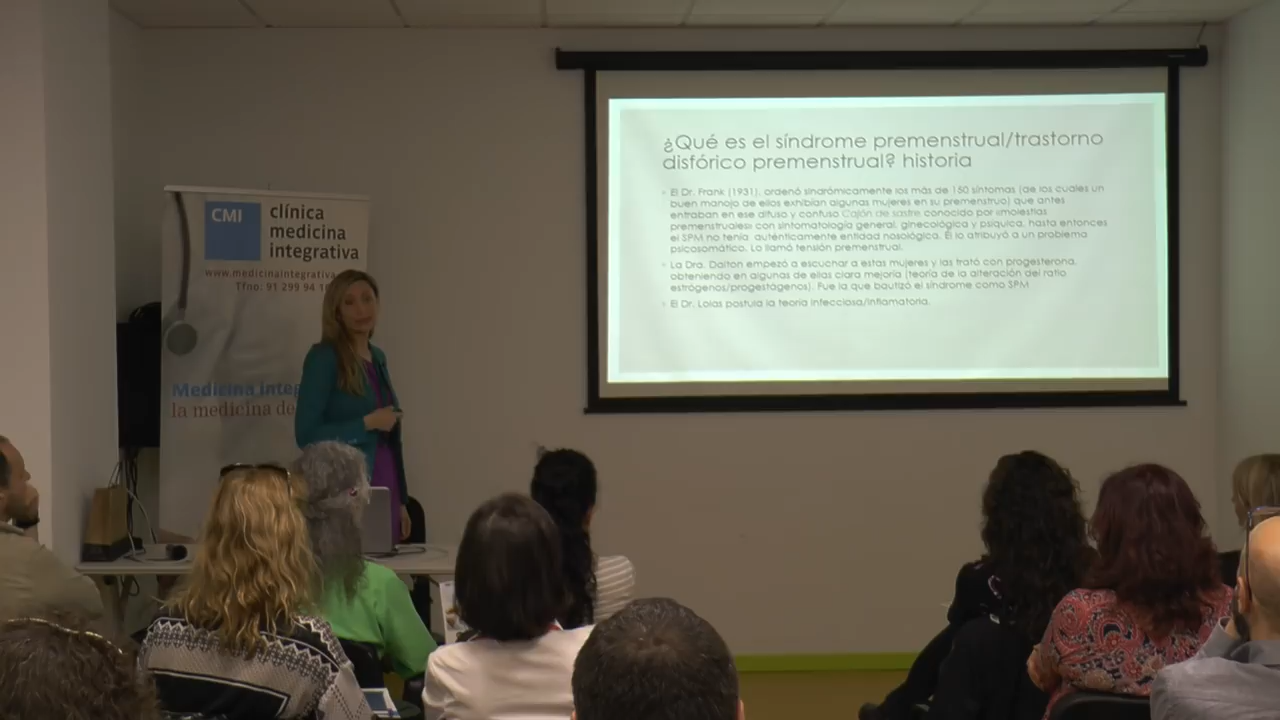 CMI
clínica
medicina
integrativa
www.medicinaintegrativa
Tfno: 91 299 94
Medicina integ
la medicina de
¿Qué es el síndrome premenstrual/trastorno
disfórico premenstrual? historia
El Dr. Frank (1931), ordenó sindrómicamente los más de 150 síntomas (de los cuales un
buen manojo de ellos exhibían algunas mujeres en su premenstruo) que antes
entraban en ese difuso y confuso Cajón de sastre conocido por «molestias
premenstruales» con sintomatología general, ginecológica y psíquica, hasta entonces
el SPM no tenía auténticamente entidad nosológica. Él lo atribuyó a un problema
psicosomático. Lo llamó tensión premenstrual.
La Dra. Dalton empezó a escuchar a estas mujeres y las trató con progesterona,
obteniendo en algunas de ellas clara mejoría (teoría de la alteración del ratio
estrógenos/progestágenos). Fue la que bautizó el síndrome como SPM
El Dr. Lolas postula la teoría infecciosa/inflamatoria.